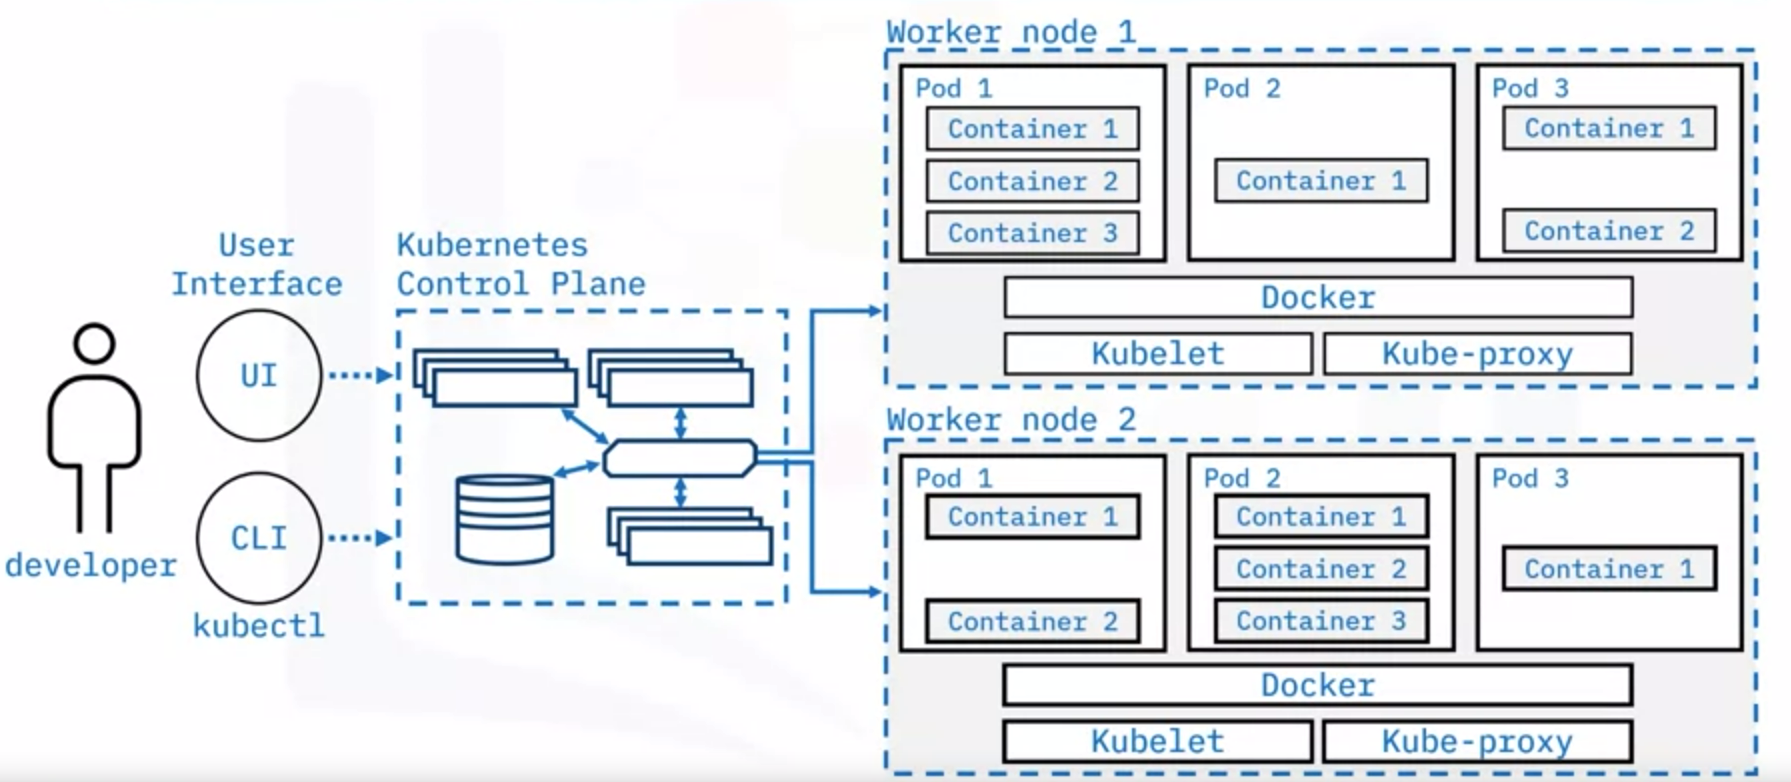 developer
User
Interface
UI
CLI
kubectl
Kubernetes
Control Plane
Worker node 1
Pod 1
Container 1
Container 2
Container 3
Pod 2
Container 1
Pod 3
Container 1
Container 2
Docker
Kubelet
Kube-proxy
Worker node 2
Pod 1
Container 1
Container 2
Pod 2
Container 1
Container 2
Container 3
Pod 3
Container 1
Docker
Kubelet
Kube-proxy